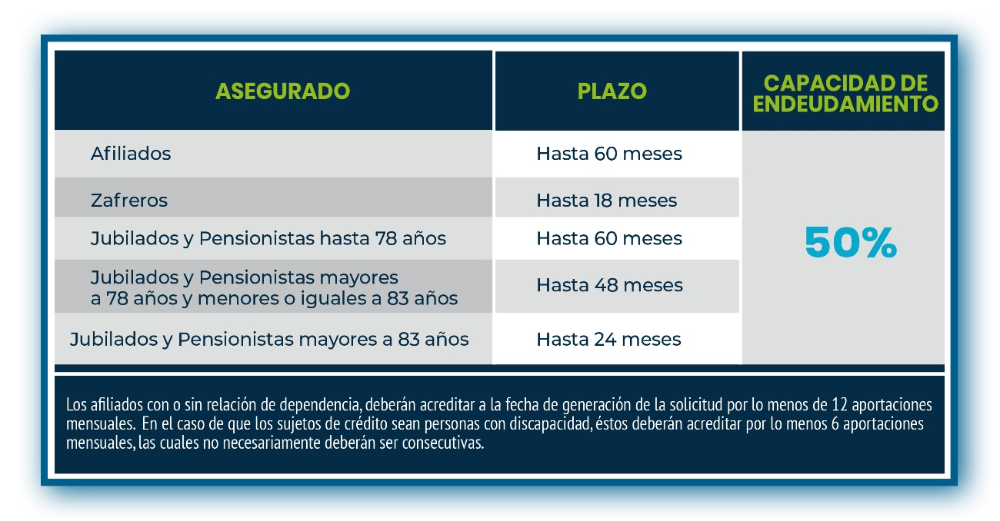 ASEGURADO
PLAZO
CAPACIDAD DE
ENDEUDAMIENTO
Afiliados
Hasta 60 meses
Zafreros
Hasta 18 meses
Jubilados y Pensionistas hasta 78 años
Hasta 60 meses
Jubilados y Pensionistas mayores
a 78 años y menores o iguales a 83 años
Hasta 48 meses
Jubilados y Pensionistas mayores a 83 años
Hasta 24 meses
50%
Los afiliados con o sin relación de dependencia, deberán acreditar a la fecha de generación de la solicitud por lo menos de 12 aportaciones
mensuales. En el caso de que los sujetos de crédito sean personas con discapacidad, éstos deberán acreditar por lo menos 6 aportaciones
mensuales, las cuales no necesariamente deberán ser consecutivas.